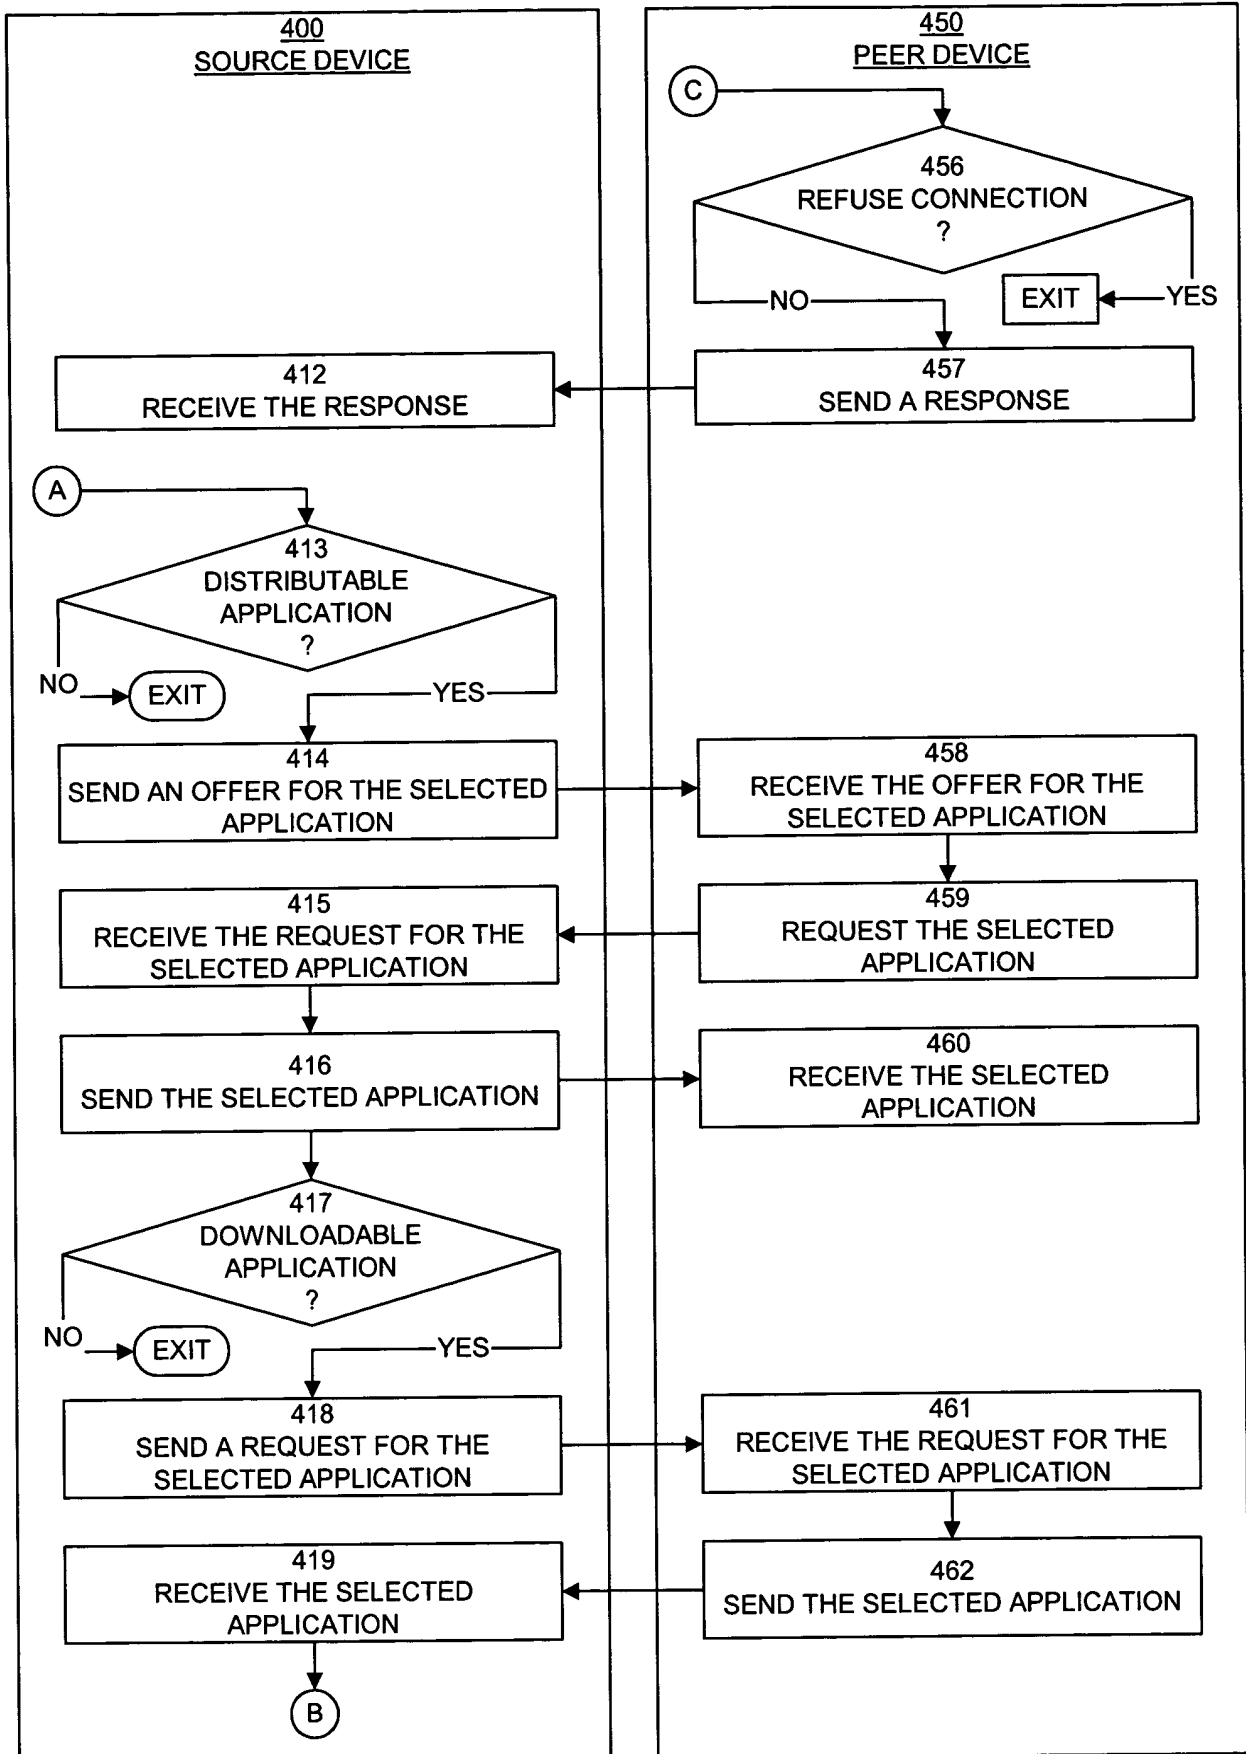 400
SOURCE DEVICE
450
PEER DEVICE
C
456
REFUSE CONNECTION
?
NO
EXIT
YES
412
RECEIVE THE RESPONSE
457
SEND A RESPONSE
A
413
DISTRIBUTABLE
APPLICATION
?
NO
EXIT
YES
414
SEND AN OFFER FOR THE SELECTED
APPLICATION
458
RECEIVE THE OFFER FOR THE
SELECTED APPLICATION
415
RECEIVE THE REQUEST FOR THE
SELECTED APPLICATION
459
REQUEST THE SELECTED
APPLICATION
416
SEND THE SELECTED APPLICATION
460
RECEIVE THE SELECTED
APPLICATION
417
DOWNLOADABLE
APPLICATION
?
NO
EXIT
YES
418
SEND A REQUEST FOR THE
SELECTED APPLICATION
461
RECEIVE THE REQUEST FOR THE
SELECTED APPLICATION
419
RECEIVE THE SELECTED
APPLICATION
462
SEND THE SELECTED APPLICATION
B